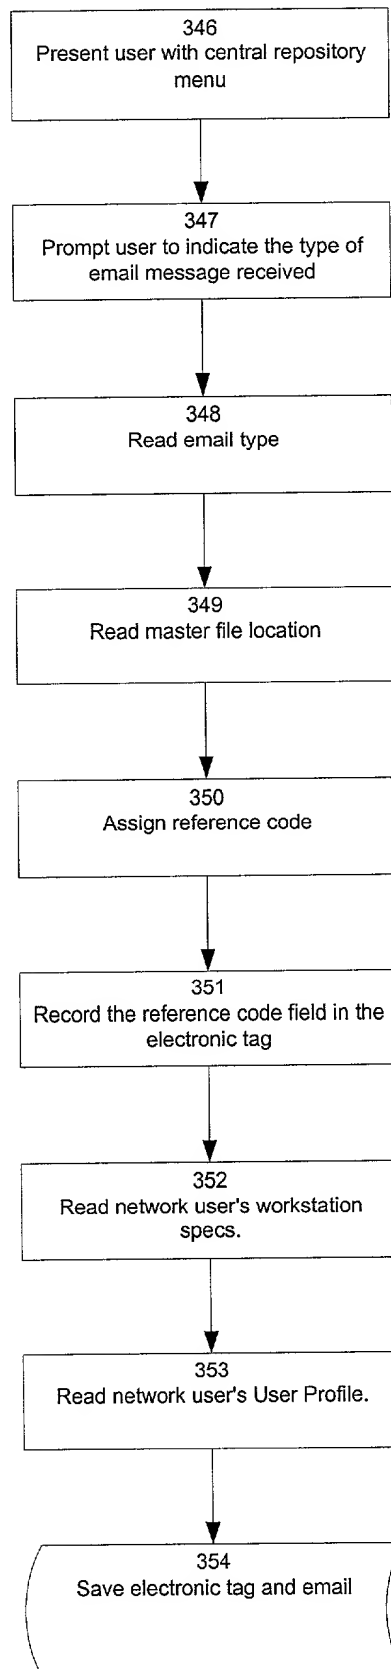 346
Present user with central repository
menu
347
Prompt user to indicate the type of
email message received
348
Read email type
349
Read master file location
350
Assign reference code
351
Record the reference code field in the
electronic tag
352
Read network user's workstation
specs.
353
Read network user's User Profile.
354
Save electronic tag and email